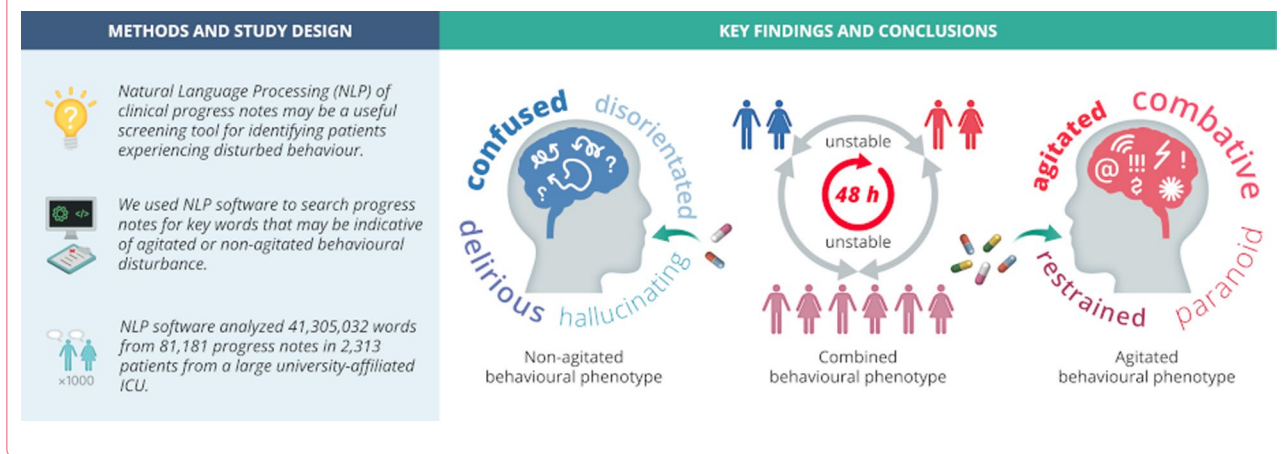 METHODS AND STUDY DESIGN
Natural Language Processing (NLP) of
clinical progress notes may be a useful
screening tool for identifying patients
experiencing disturbed behaviour.
We used NLP software to search progress
notes for key words that may be indicative
of agitated or non-agitated behavioural
disturbance.
NLP software analyzed 41,305,032 words
from 81,181 progress notes in 2,313
patients from a large university-affiliated
ICU.
×1000
KEY FINDINGS AND CONCLUSIONS
confused
disorientated
delirious
hallucinating
Non-agitated
behavioural phenotype
unstable
48 h
unstable
Combined
behavioural phenotype
agitated
combative
restrained
paranoid
Agitated
behavioural phenotype